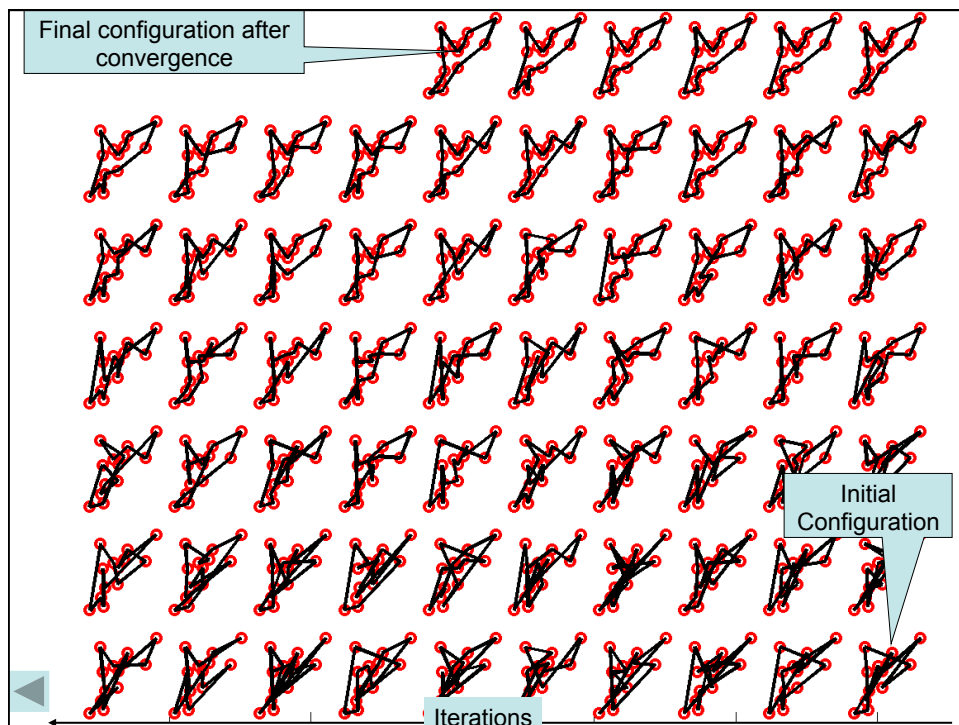 Final configuration after
convergence
Initial
Configuration
Iterations